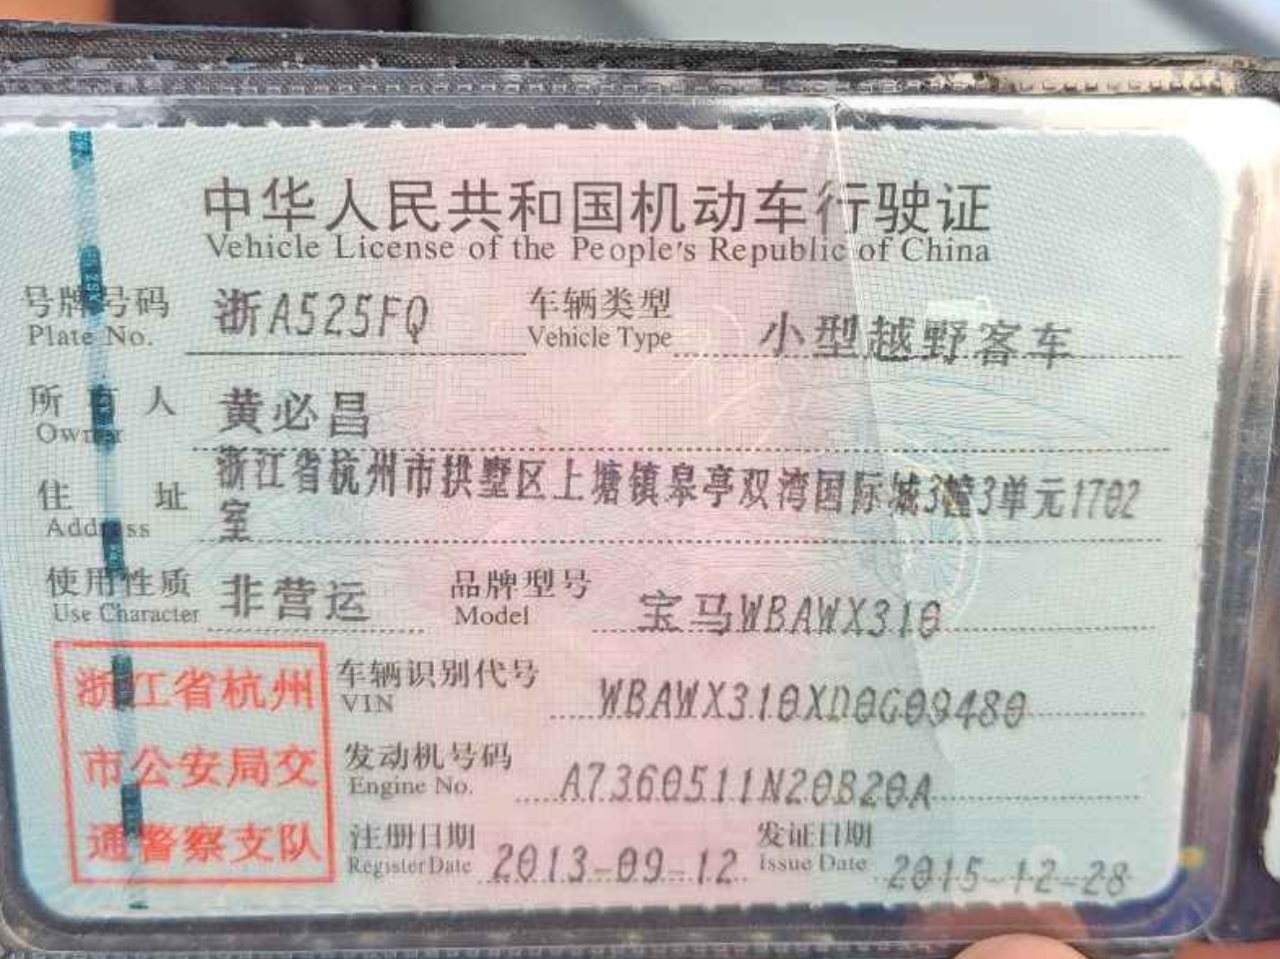 中华人民共和国机动车行驶证
Vehicle License of the People's Republic of China
号牌号码 浙A525FQ 车辆类型 小型越野客车
Plate No. Vehicle Type
所有人 黄必昌
Owner
住址 浙江省杭州市拱墅区上塘镇皋亭双湾国际城3幢3单元1702
Address 室
使用性质 非营运 品牌型号 宝马WBAWX310
Use Character Model
浙江省杭州
市公安局交
通警察支队
车辆识别代号 WBAWX310XD0G09480
VIN
发动机号码 A7360511N20B20A
Engine No.
注册日期 2013-09-12 发证日期 2015-12-28
Register Date Issue Date